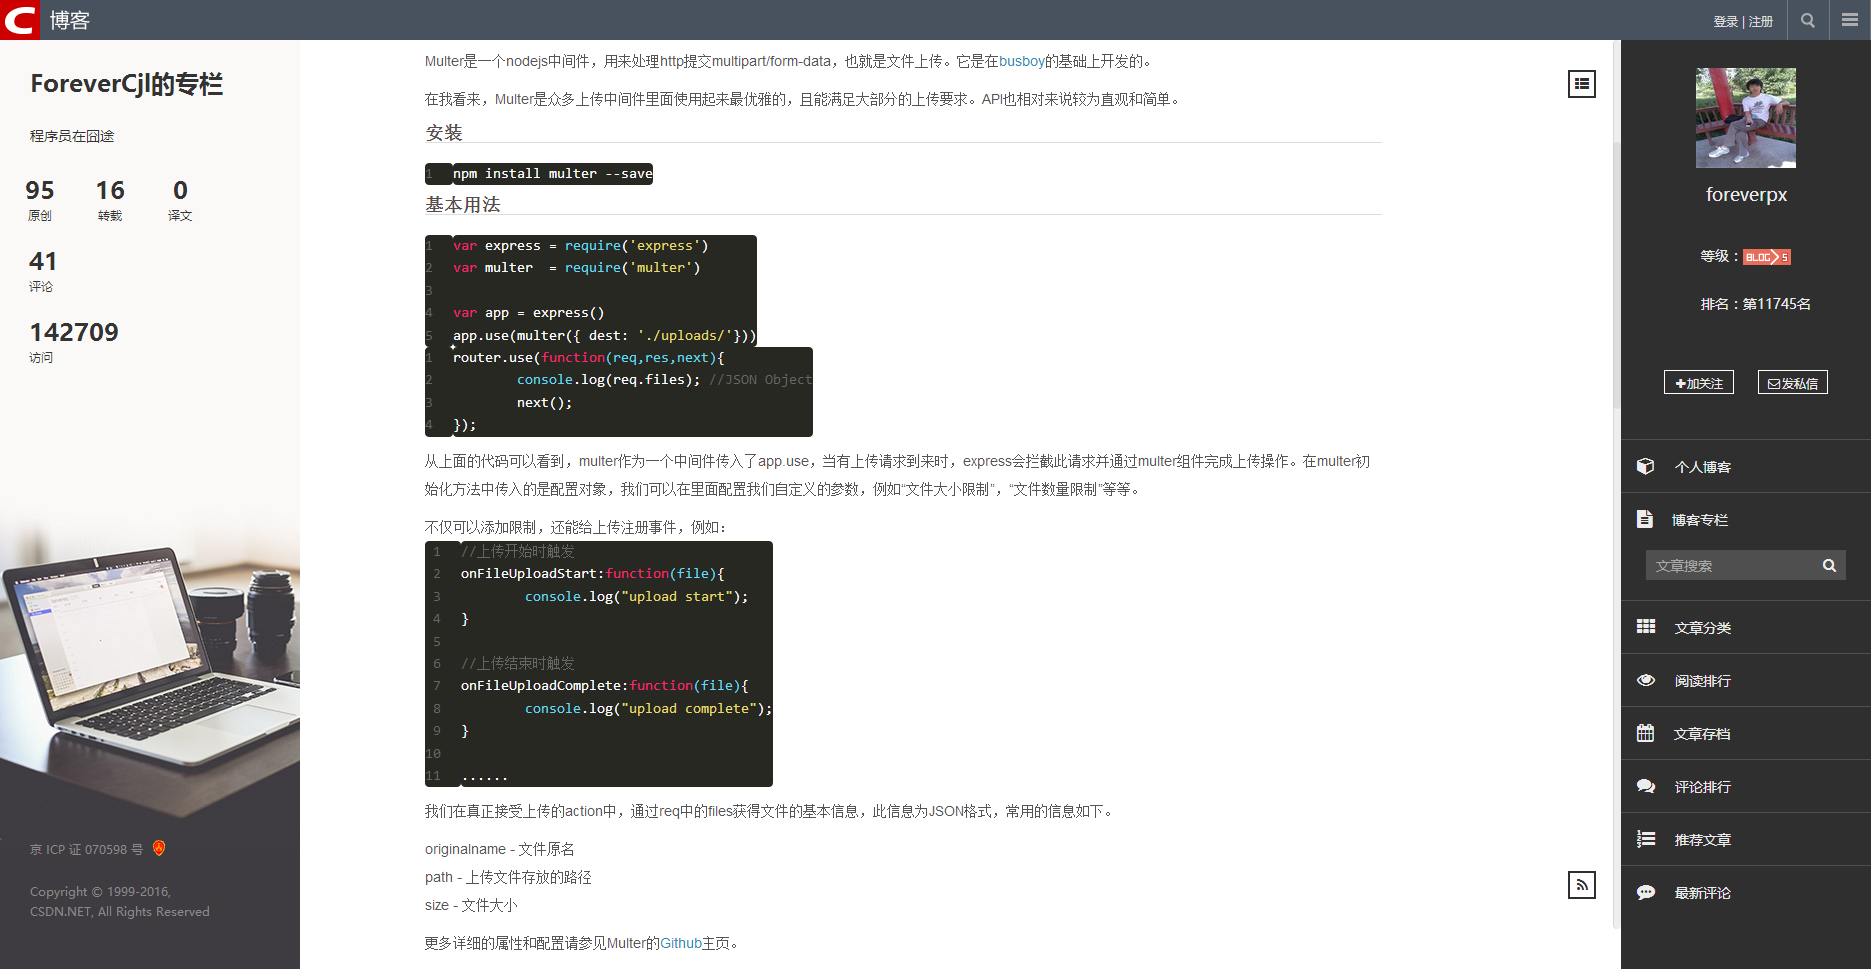 博客
登录 | 注册
ForeverCjl的专栏
程序员在囧途
95 16 0
原创 转载 译文
41
评论
142709
访问
京 ICP 证 070598 号
Copyright © 1999-2016,
CSDN.NET, All Rights Reserved
Multer是一个nodejs中间件，用来处理http提交multipart/form-data，也就是文件上传。它是在busboy的基础上开发的。
在我看来，Multer是众多上传中间件里面使用起来最优雅的，且能满足大部分的上传要求。API也相对来说较为直观和简单。
安装
1 npm install multer --save
基本用法
1 var express = require('express')
2 var multer  = require('multer')
3
4 var app = express()
5 app.use(multer({ dest: './uploads/'}))
1 router.use(function(req,res,next){
2         console.log(req.files); //JSON Object
3         next();
4 });
从上面的代码可以看到，multer作为一个中间件传入了app.use，当有上传请求到来时，express会拦截此请求并通过multer组件完成上传操作。在multer初
始化方法中传入的是配置对象，我们可以在里面配置我们自定义的参数，例如“文件大小限制”，“文件数量限制”等等。
不仅可以添加限制，还能给上传注册事件，例如：
1 //上传开始时触发
2 onFileUploadStart:function(file){
3         console.log("upload start");
4 }
5
6 //上传结束时触发
7 onFileUploadComplete:function(file){
8         console.log("upload complete");
9 }
10
11 ......
我们在真正接受上传的action中，通过req中的files获得文件的基本信息，此信息为JSON格式，常用的信息如下。
originalname - 文件原名
path - 上传文件存放的路径
size - 文件大小
更多详细的属性和配置请参见Multer的Github主页。
foreverpx
等级：BLOG 5
排名：第11745名
加关注 发私信
个人博客
博客专栏
文章搜索
文章分类
阅读排行
文章存档
评论排行
推荐文章
最新评论